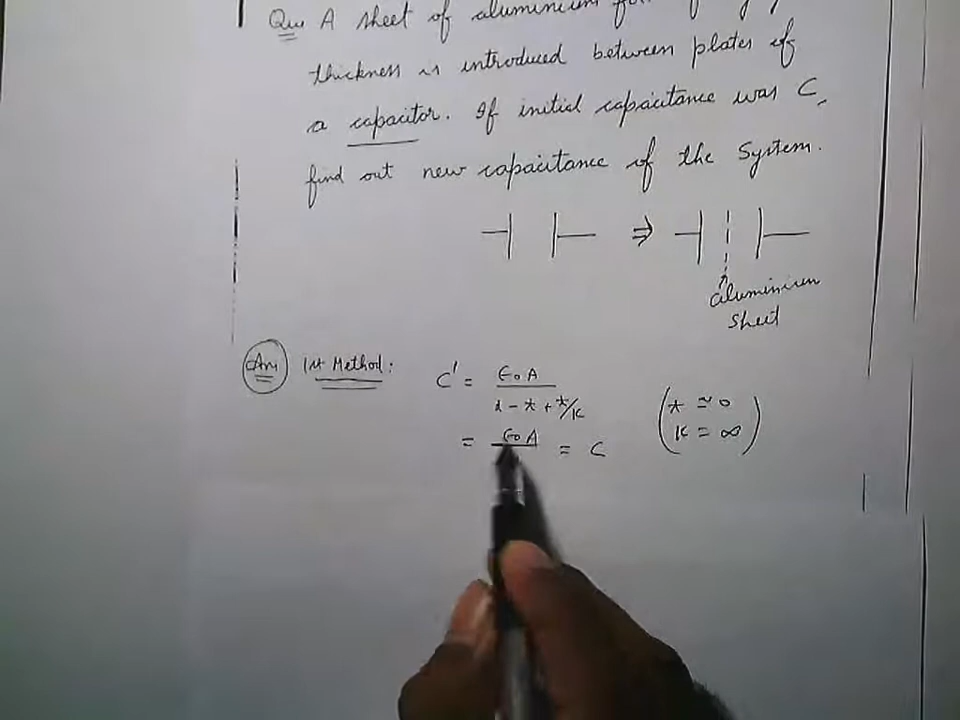 Que A sheet of aluminium
thickness is introduced between plates of
a capacitor. If initial capacitance was C,
find out new capacitance of the System.
⇒
aluminium
sheet
Ans 1st Method: C' = ϵ₀A / d - t + t/K
= ϵ₀A = C (t ≃ 0
K = ∞)